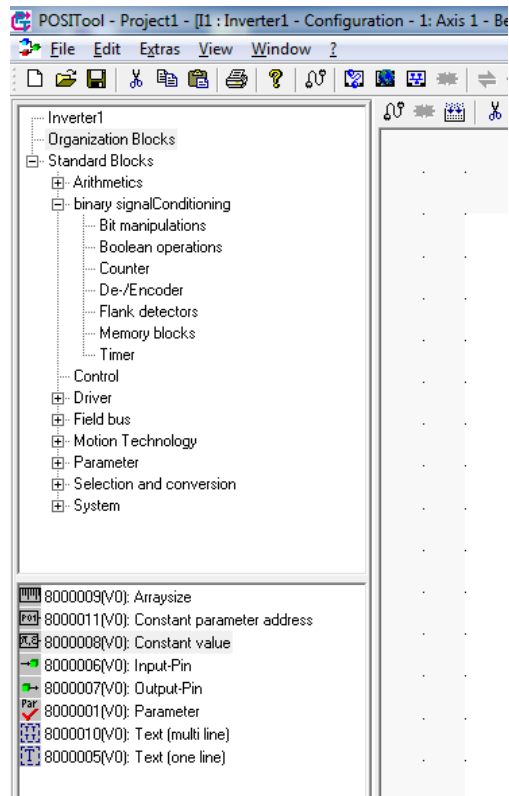 POSITool - Project1 - [I1 : Inverter1 - Configuration - 1: Axis 1 - Be
File Edit Extras View Window ?
Inverter1
Organization Blocks
Standard Blocks
Arithmetics
binary signalConditioning
Bit manipulations
Boolean operations
Counter
De-/Encoder
Flank detectors
Memory blocks
Timer
Control
Driver
Field bus
Motion Technology
Parameter
Selection and conversion
System
8000009(V0): Arraysize
P01 8000011(V0): Constant parameter address
8000008(V0): Constant value
8000006(V0): Input-Pin
8000007(V0): Output-Pin
Par 8000001(V0): Parameter
8000010(V0): Text (multi line)
T 8000005(V0): Text (one line)